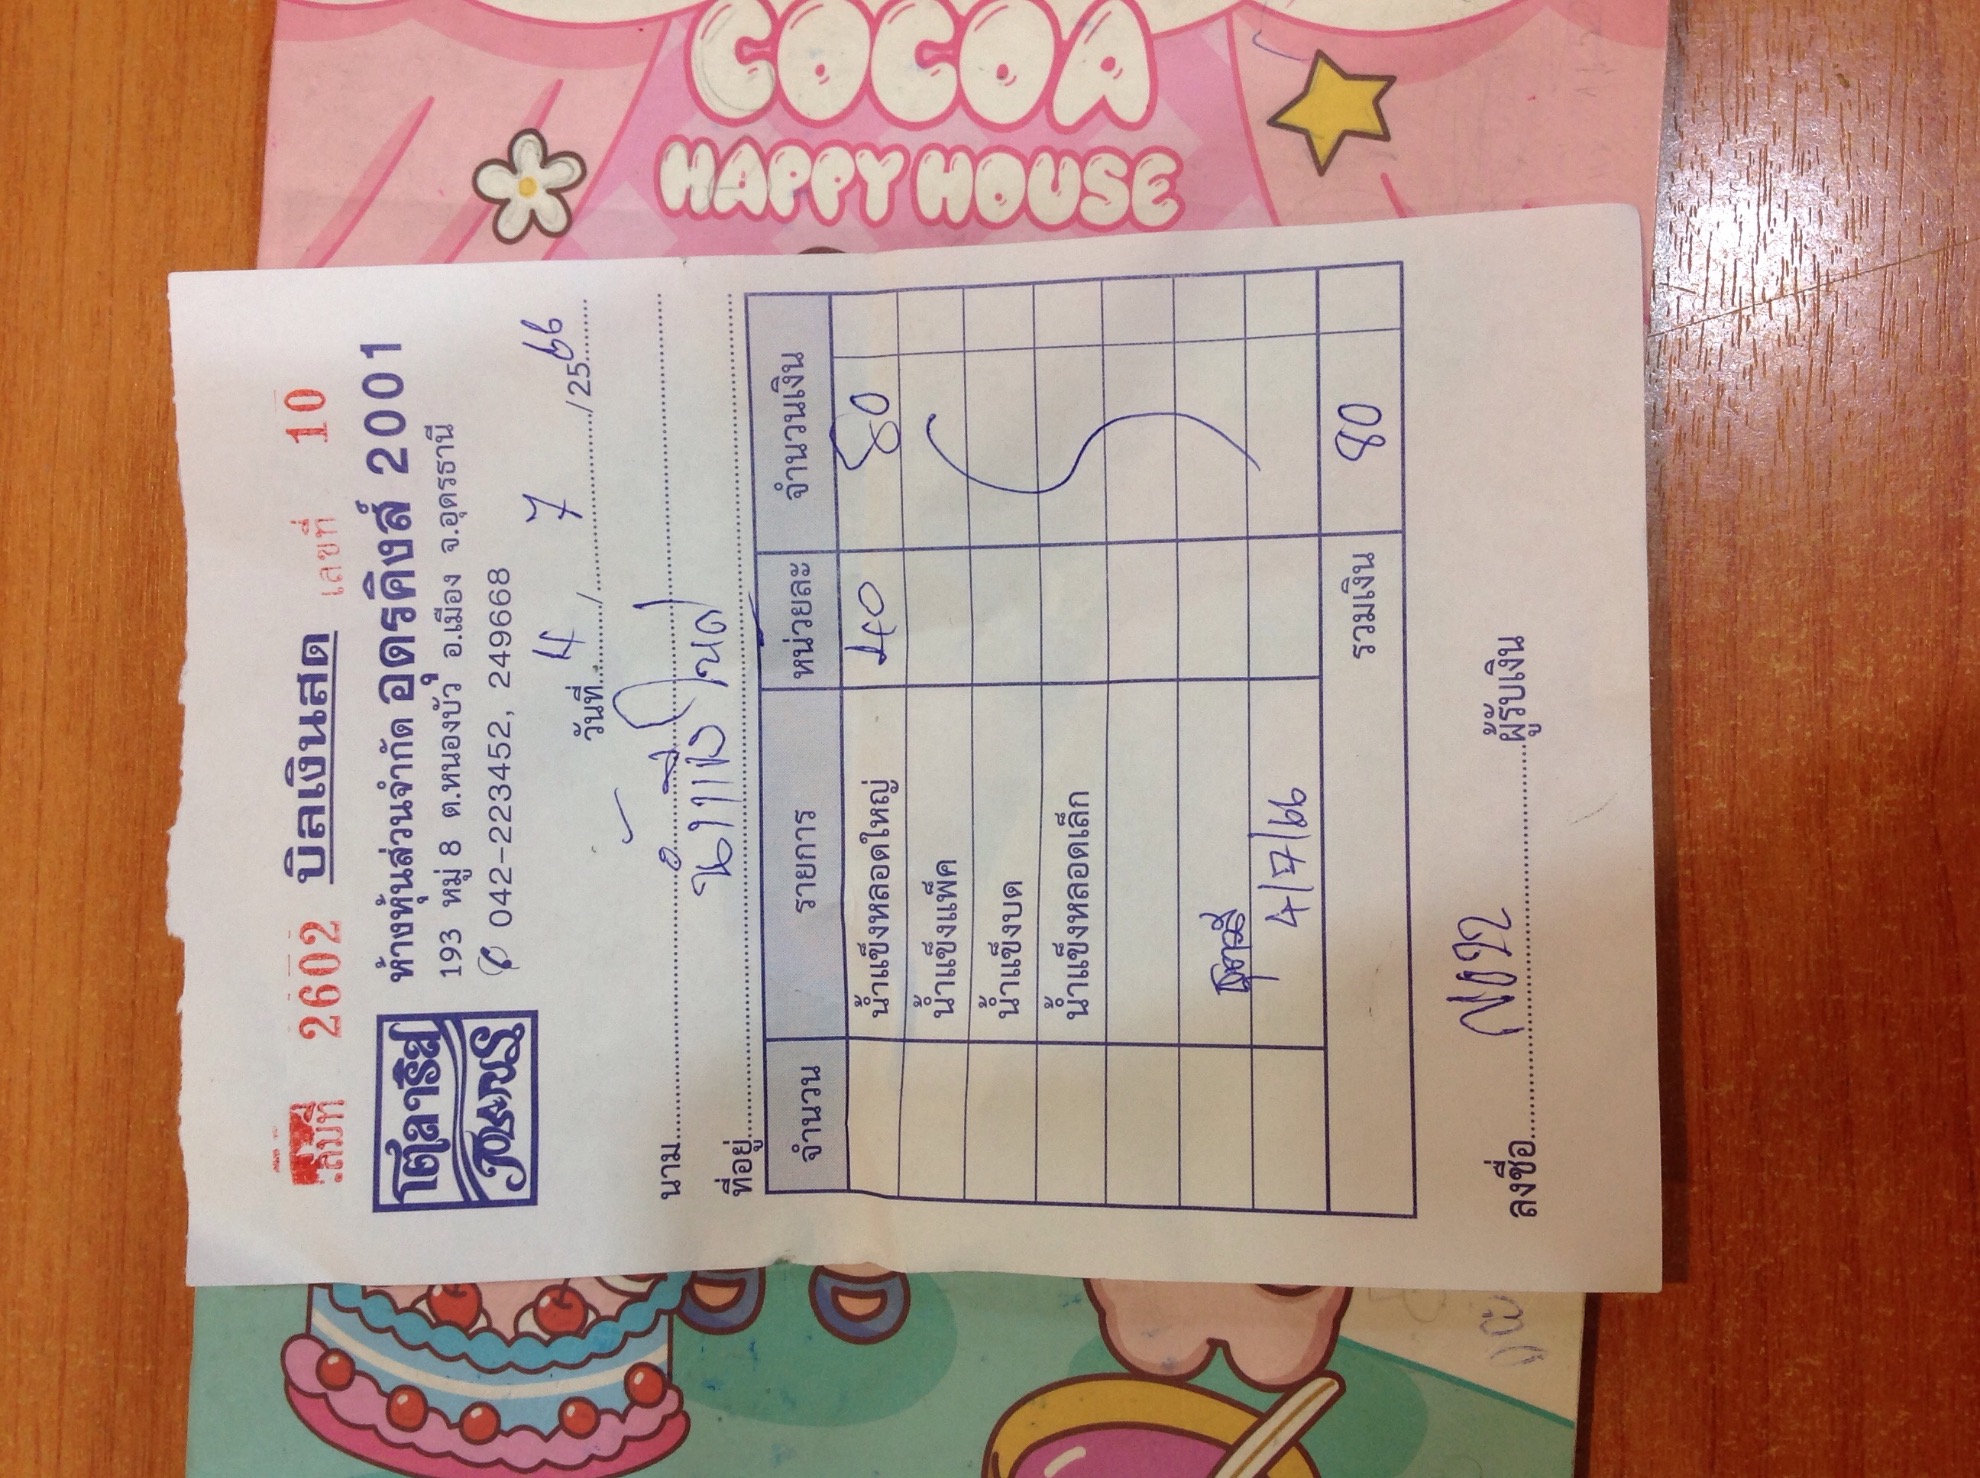 COCOA
HAPPY HOUSE
เล่มที่ 2602 บิลเงินสด เลขที่ 10
โตลาริส
ห้างหุ้นส่วนจำกัด อุดรคิงส์ 2001
193 หมู่ 8 ต.หนองบัว อ.เมือง จ.อุดรธานี
042-223452, 249668
วันที่ 4 / 7 /2566
นาม
ที่อยู่ น้ำแข็ง
จำนวน รายการ หน่วยละ จำนวนเงิน
น้ำแข็งหลอดใหญ่ 40 80
น้ำแข็งแพ็ค
น้ำแข็งบด
น้ำแข็งหลอดเล็ก
4/7/66
รวมเงิน 80
ลงชื่อ ผู้รับเงิน